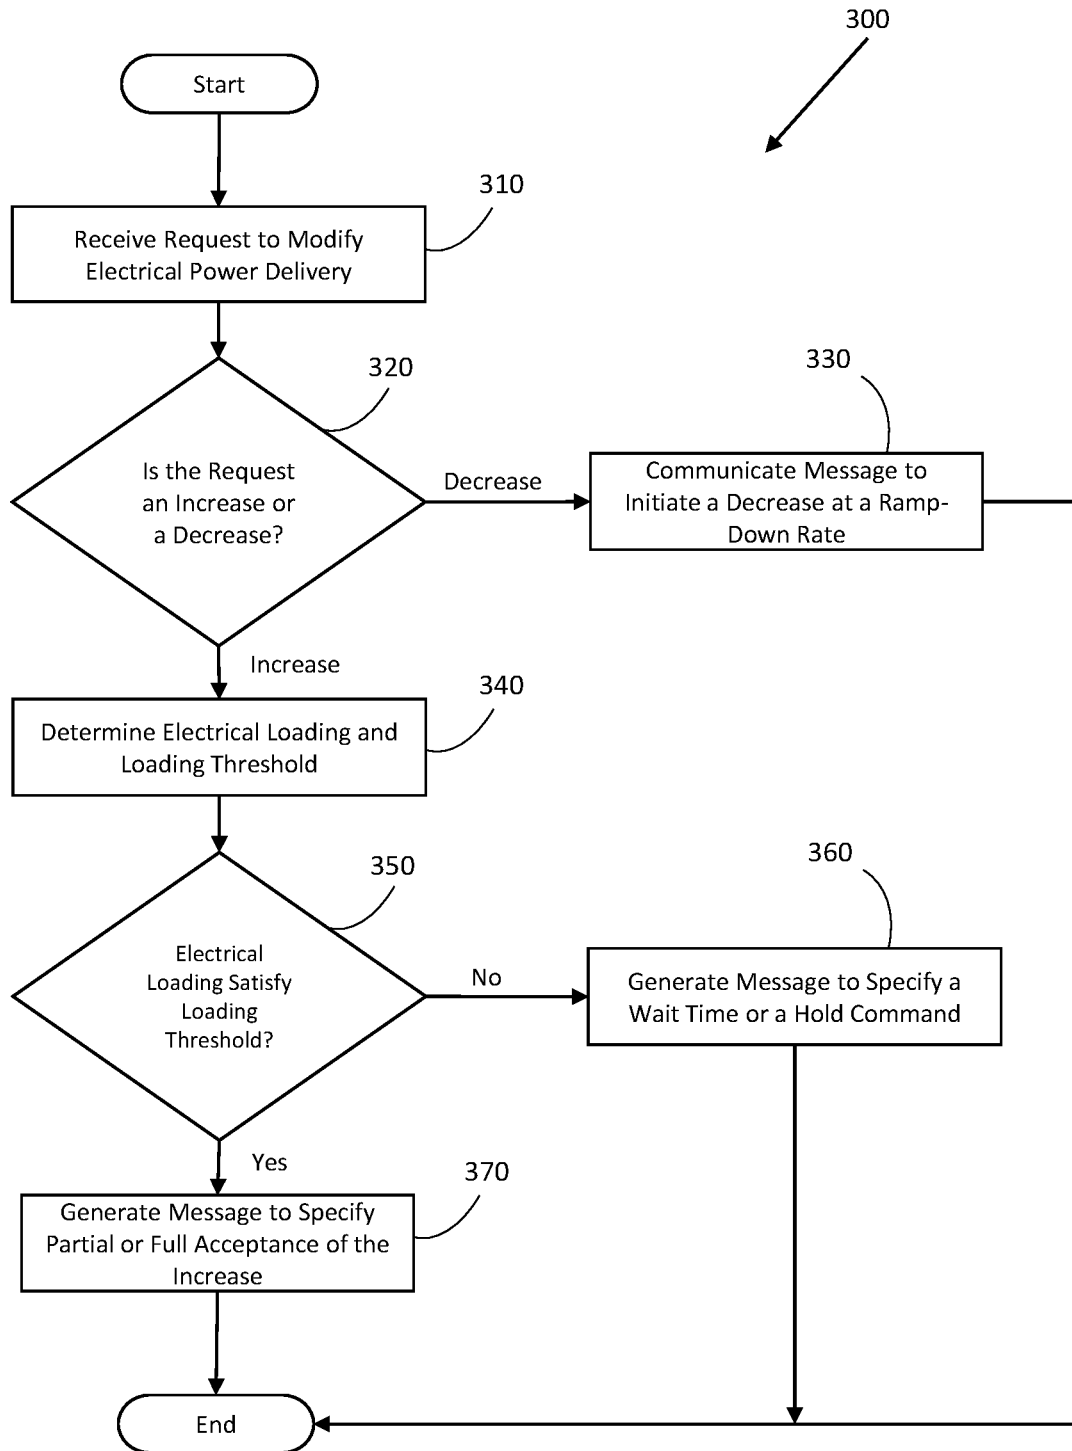 300
Start
310
Receive Request to Modify
Electrical Power Delivery
320
Is the Request
an Increase or
a Decrease?
Decrease
330
Communicate Message to
Initiate a Decrease at a Ramp-
Down Rate
Increase
340
Determine Electrical Loading and
Loading Threshold
350
Electrical
Loading Satisfy
Loading
Threshold?
No
360
Generate Message to Specify a
Wait Time or a Hold Command
Yes
370
Generate Message to Specify
Partial or Full Acceptance of the
Increase
End